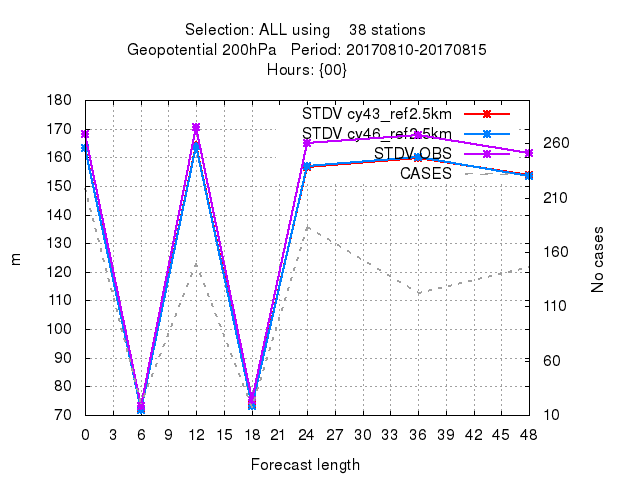 Selection: ALL using 38 stations
Geopotential 200hPa Period: 20170810-20170815
Hours: {00}
STDV cy43_ref2.5km
STDV cy46_ref2.5km
STDV OBS
CASES
180
170
160
150
140
130
120
110
100
90
80
70
m
260
210
160
110
60
10
No cases
0 3 6 9 12 15 18 21 24 27 30 33 36 39 42 45 48
Forecast length